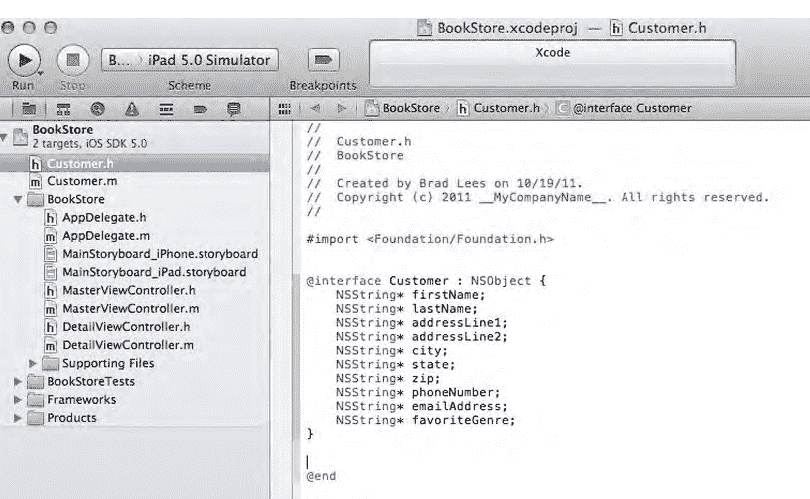 BookStore.xcodeproj — Customer.h
B... iPad 5.0 Simulator
Xcode
Run Stop Scheme Breakpoints
BookStore Customer.h @interface Customer
BookStore
2 targets, iOS SDK 5.0
Customer.h
Customer.m
BookStore
AppDelegate.h
AppDelegate.m
MainStoryboard_iPhone.storyboard
MainStoryboard_iPad.storyboard
MasterViewController.h
MasterViewController.m
DetailViewController.h
DetailViewController.m
Supporting Files
BookStoreTests
Frameworks
Products
//
//  Customer.h
//  BookStore
//
//  Created by Brad Lees on 10/19/11.
//  Copyright (c) 2011 __MyCompanyName__. All rights reserved.
//
#import <Foundation/Foundation.h>
@interface Customer : NSObject {
    NSString* firstName;
    NSString* lastName;
    NSString* addressLine1;
    NSString* addressLine2;
    NSString* city;
    NSString* state;
    NSString* zip;
    NSString* phoneNumber;
    NSString* emailAddress;
    NSString* favoriteGenre;
}
@end